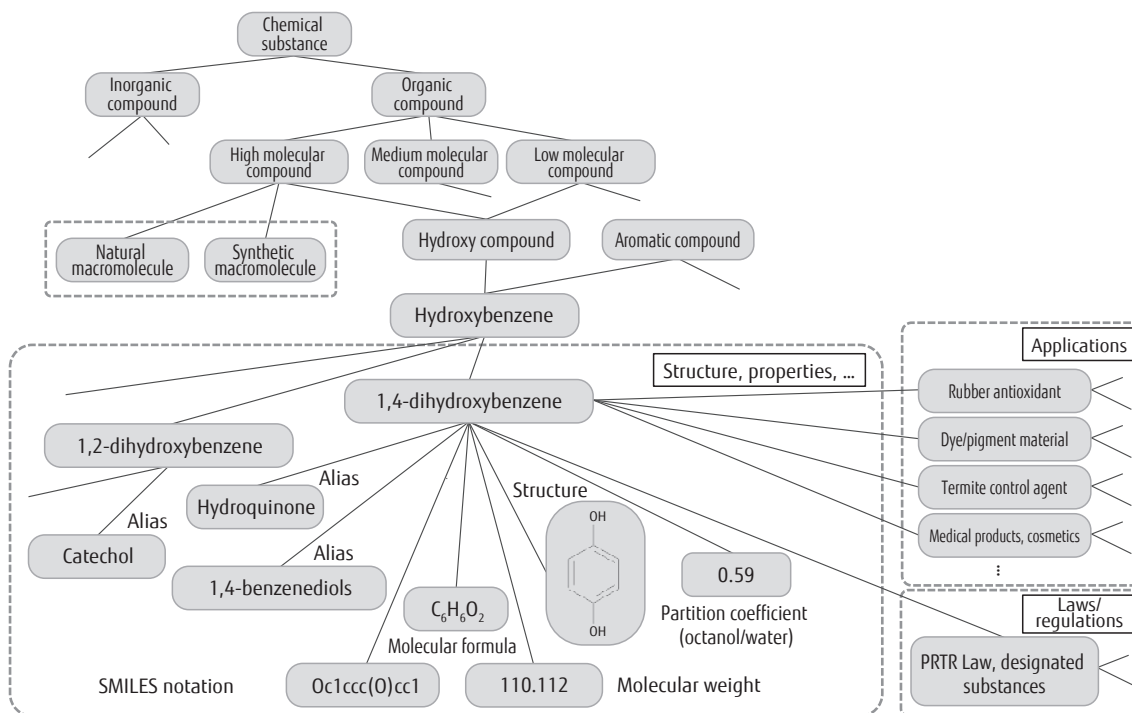 Chemical
substance
Inorganic
compound
Organic
compound
High molecular
compound
Medium molecular
compound
Low molecular
compound
Natural
macromolecule
Synthetic
macromolecule
Hydroxy compound
Aromatic compound
Hydroxybenzene
Applications
Structure, properties, ...
Rubber antioxidant
1,4-dihydroxybenzene
Dye/pigment material
1,2-dihydroxybenzene
Alias
Structure
Termite control agent
Hydroquinone
OH
Medical products, cosmetics
Alias
Catechol
Alias
1,4-benzenediols
0.59
⋮
C₆H₆O₂
Partition coefficient
(octanol/water)
OH
Molecular formula
Laws/
regulations
SMILES notation
Oc1ccc(O)cc1
110.112
Molecular weight
PRTR Law, designated
substances